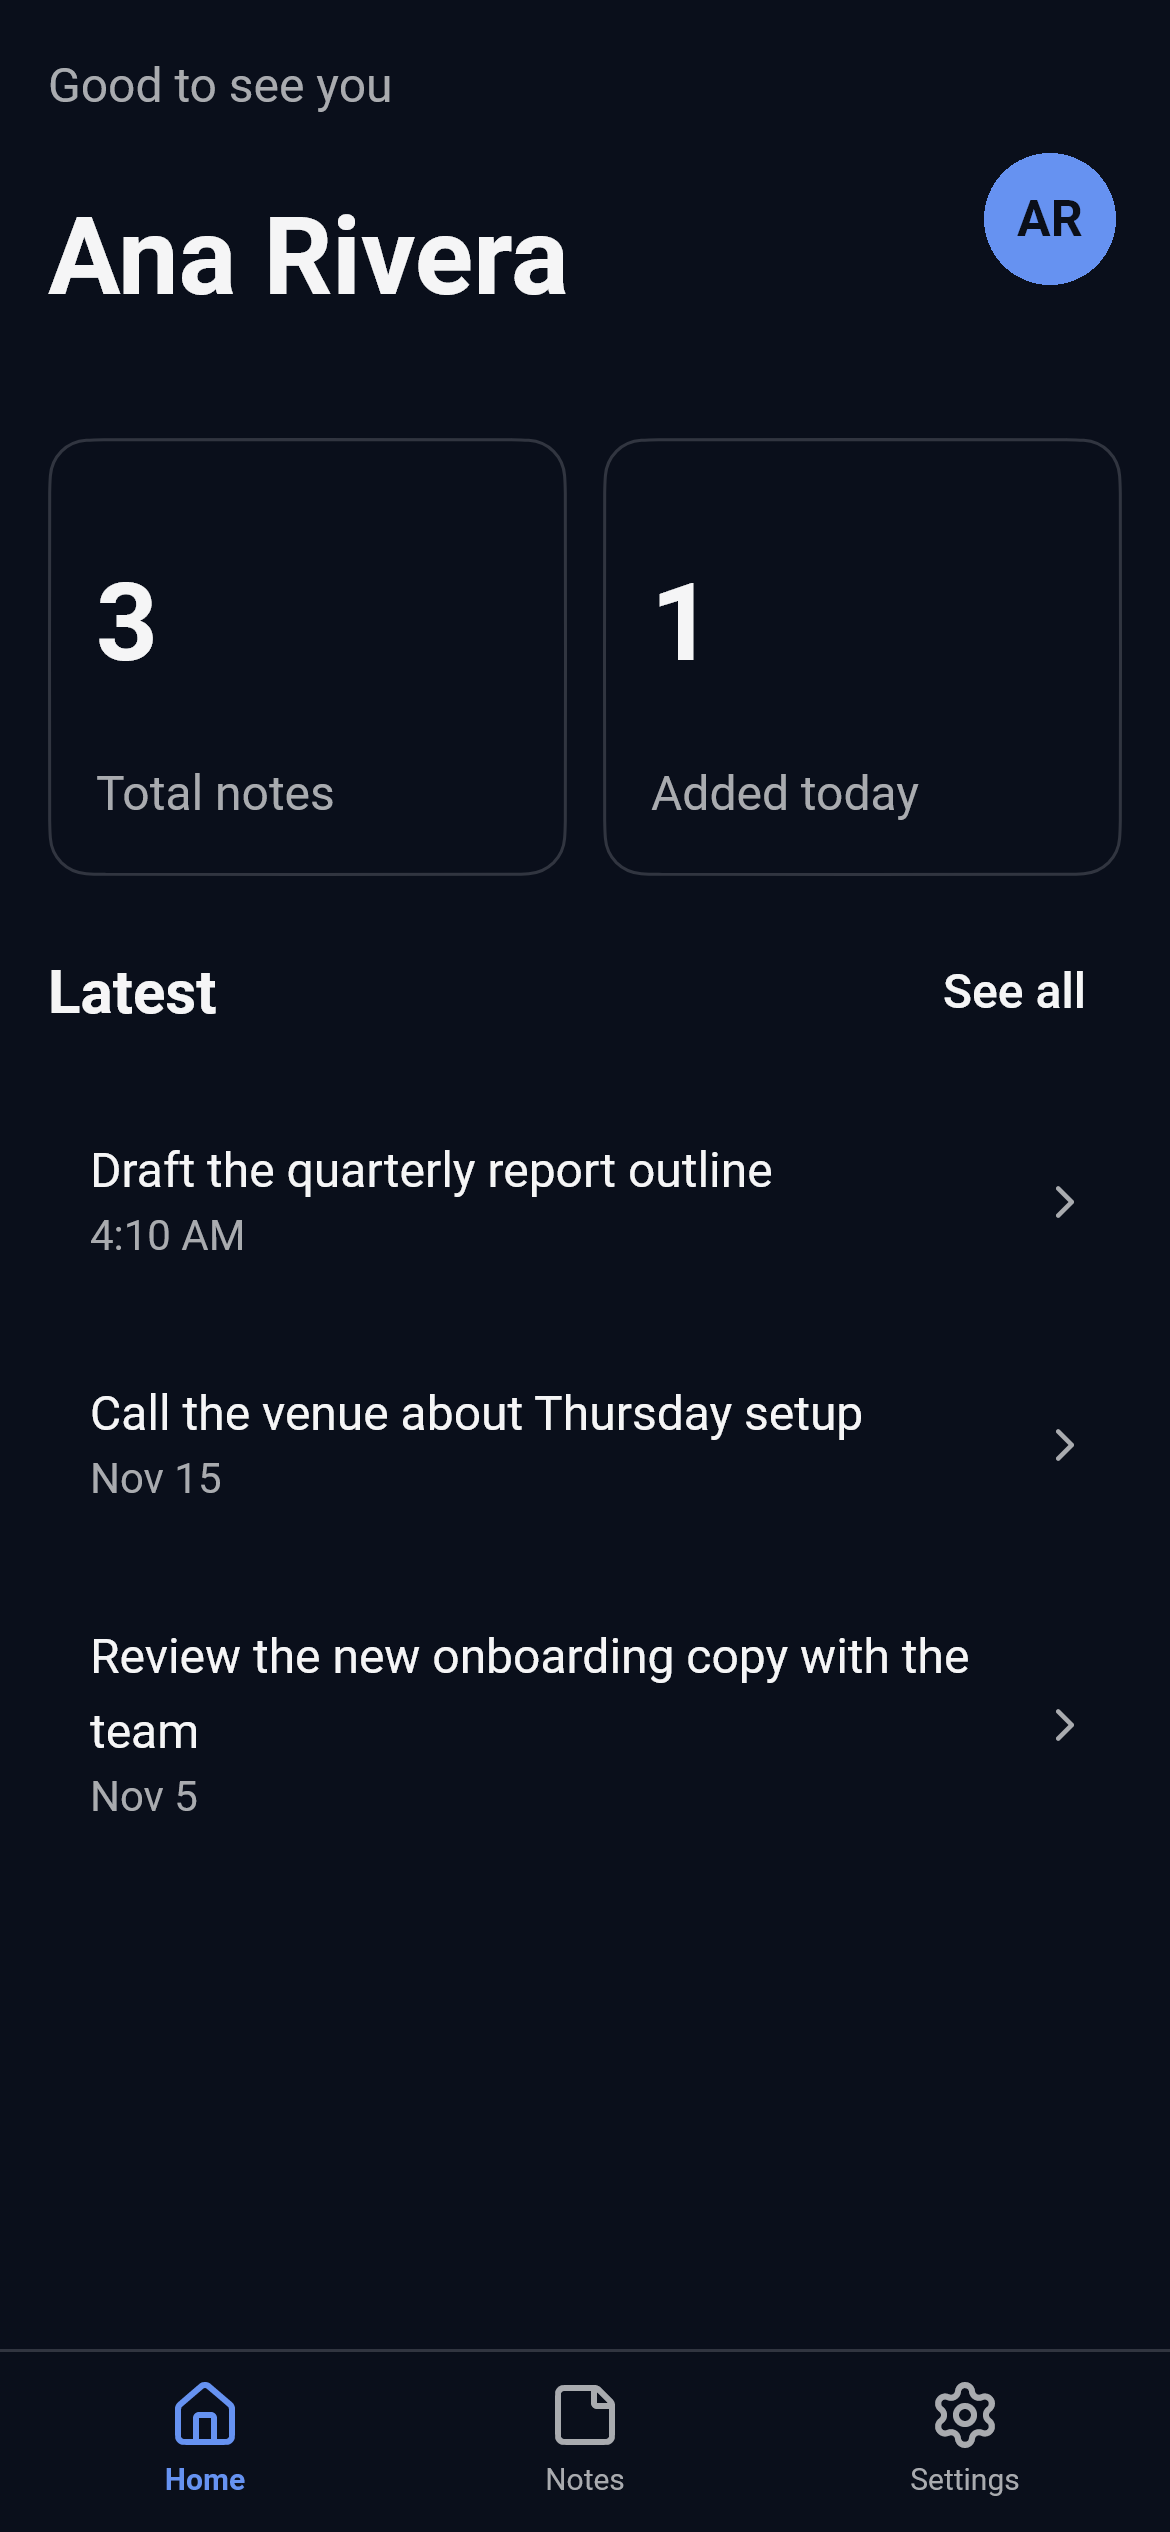 Good to see you
Ana Rivera
AR
3
Total notes
1
Added today
Latest
See all
Draft the quarterly report outline
4:10 AM
Call the venue about Thursday setup
Nov 15
Review the new onboarding copy with the
team
Nov 5
Home
Notes
Settings